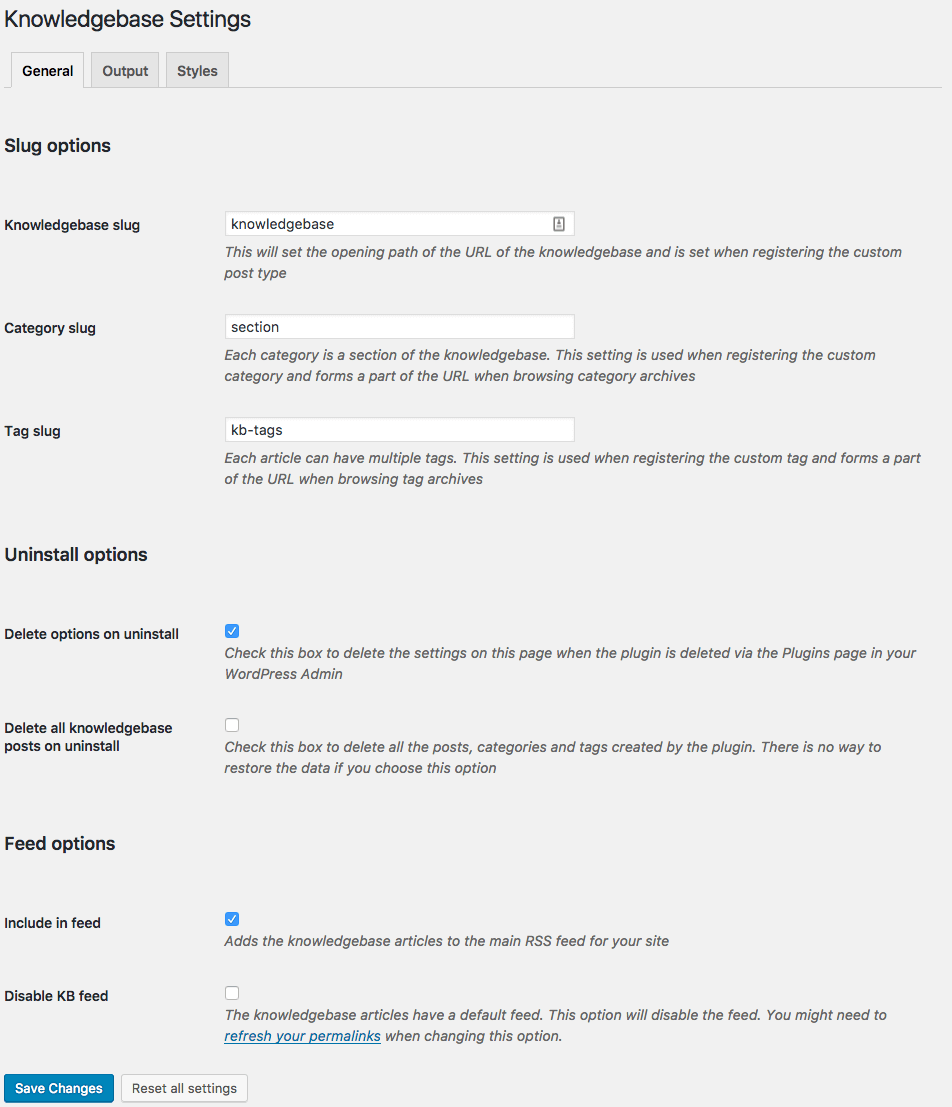 Knowledgebase Settings
General Output Styles
Slug options
Knowledgebase slug
knowledgebase
This will set the opening path of the URL of the knowledgebase and is set when registering the custom
post type
Category slug
section
Each category is a section of the knowledgebase. This setting is used when registering the custom
category and forms a part of the URL when browsing category archives
Tag slug
kb-tags
Each article can have multiple tags. This setting is used when registering the custom tag and forms a part
of the URL when browsing tag archives
Uninstall options
Delete options on uninstall
Check this box to delete the settings on this page when the plugin is deleted via the Plugins page in your
WordPress Admin
Delete all knowledgebase
posts on uninstall
Check this box to delete all the posts, categories and tags created by the plugin. There is no way to
restore the data if you choose this option
Feed options
Include in feed
Adds the knowledgebase articles to the main RSS feed for your site
Disable KB feed
The knowledgebase articles have a default feed. This option will disable the feed. You might need to
refresh your permalinks when changing this option.
Save Changes Reset all settings